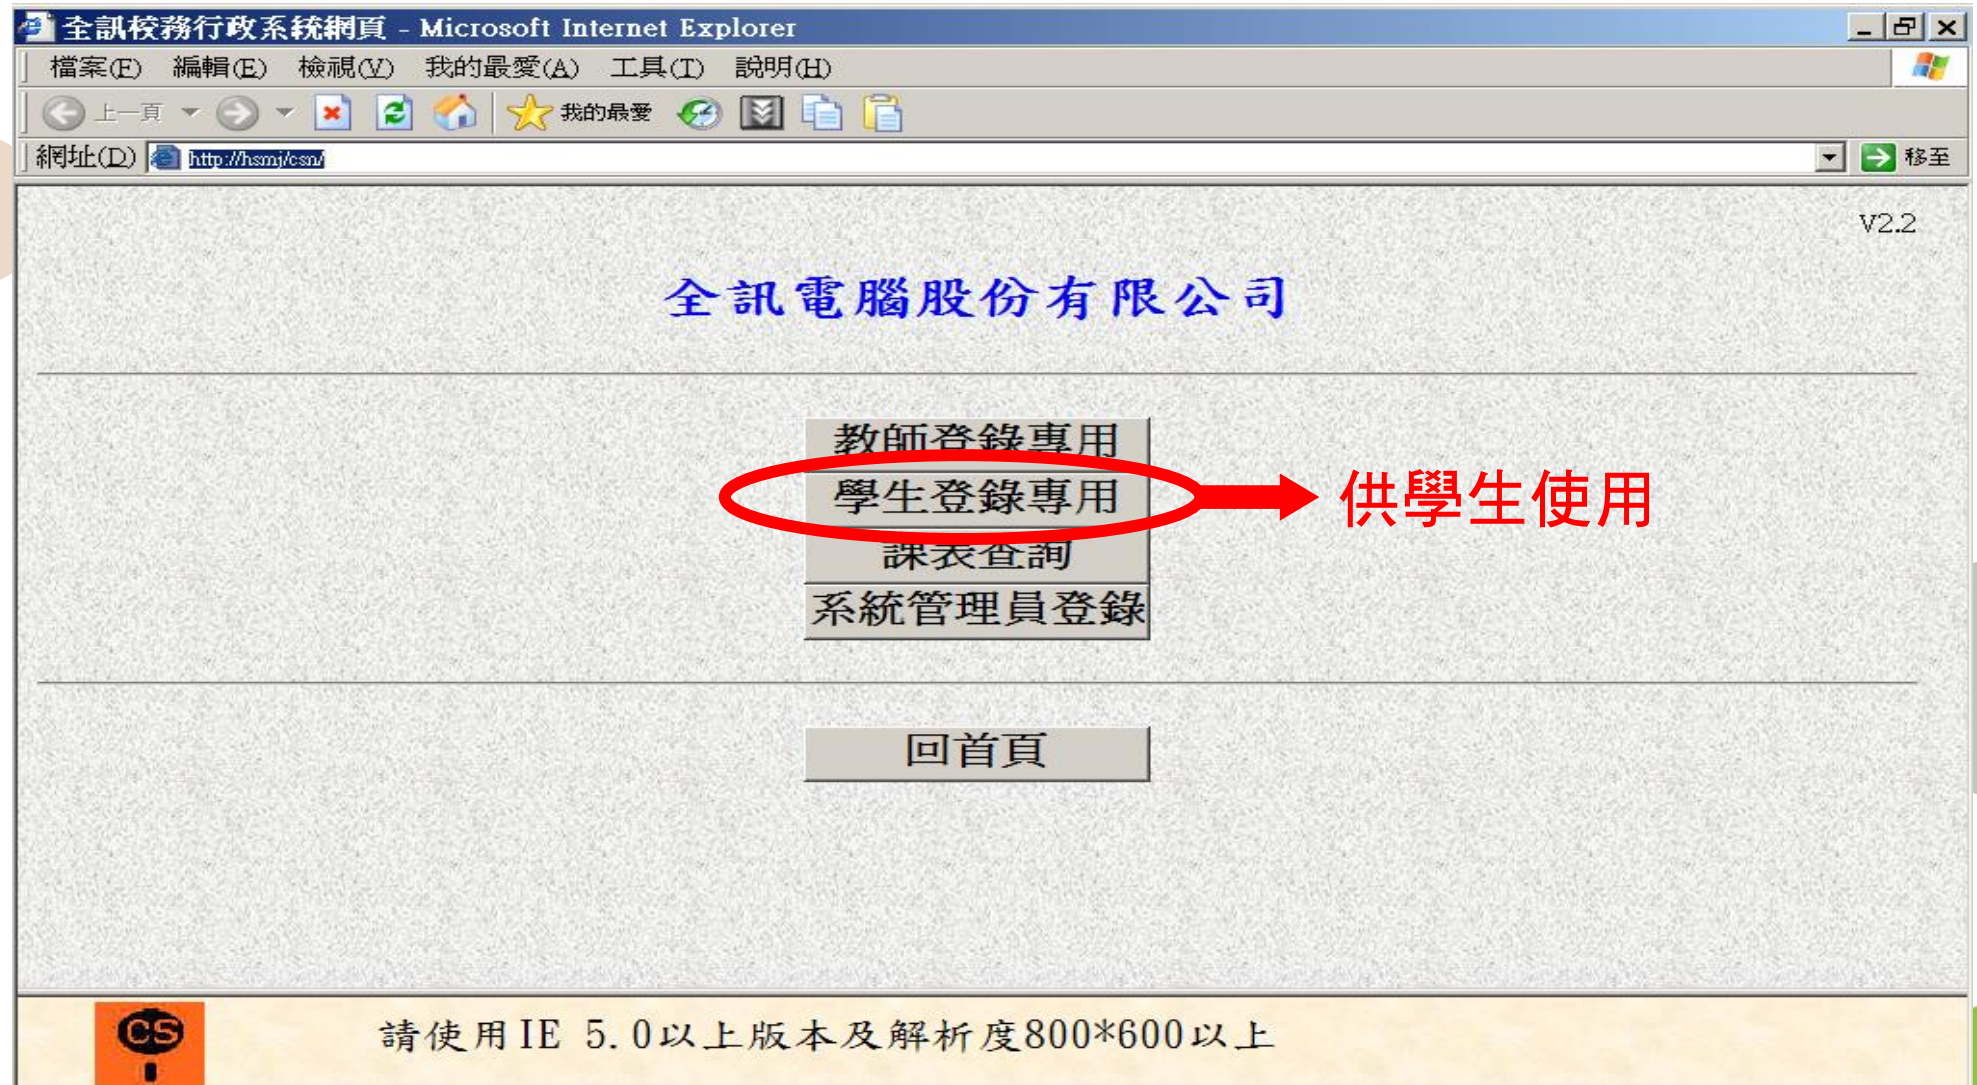 全訊校務行政系統網頁 - Microsoft Internet Explorer
檔案(F) 編輯(E) 檢視(V) 我的最愛(A) 工具(T) 說明(H)
上一頁 我的最愛
網址(D) http://hsmj/csn/ 移至
V2.2
全訊電腦股份有限公司
教師登錄專用
學生登錄專用 供學生使用
課表查詢
系統管理員登錄
回首頁
CS 請使用IE 5.0以上版本及解析度800*600以上